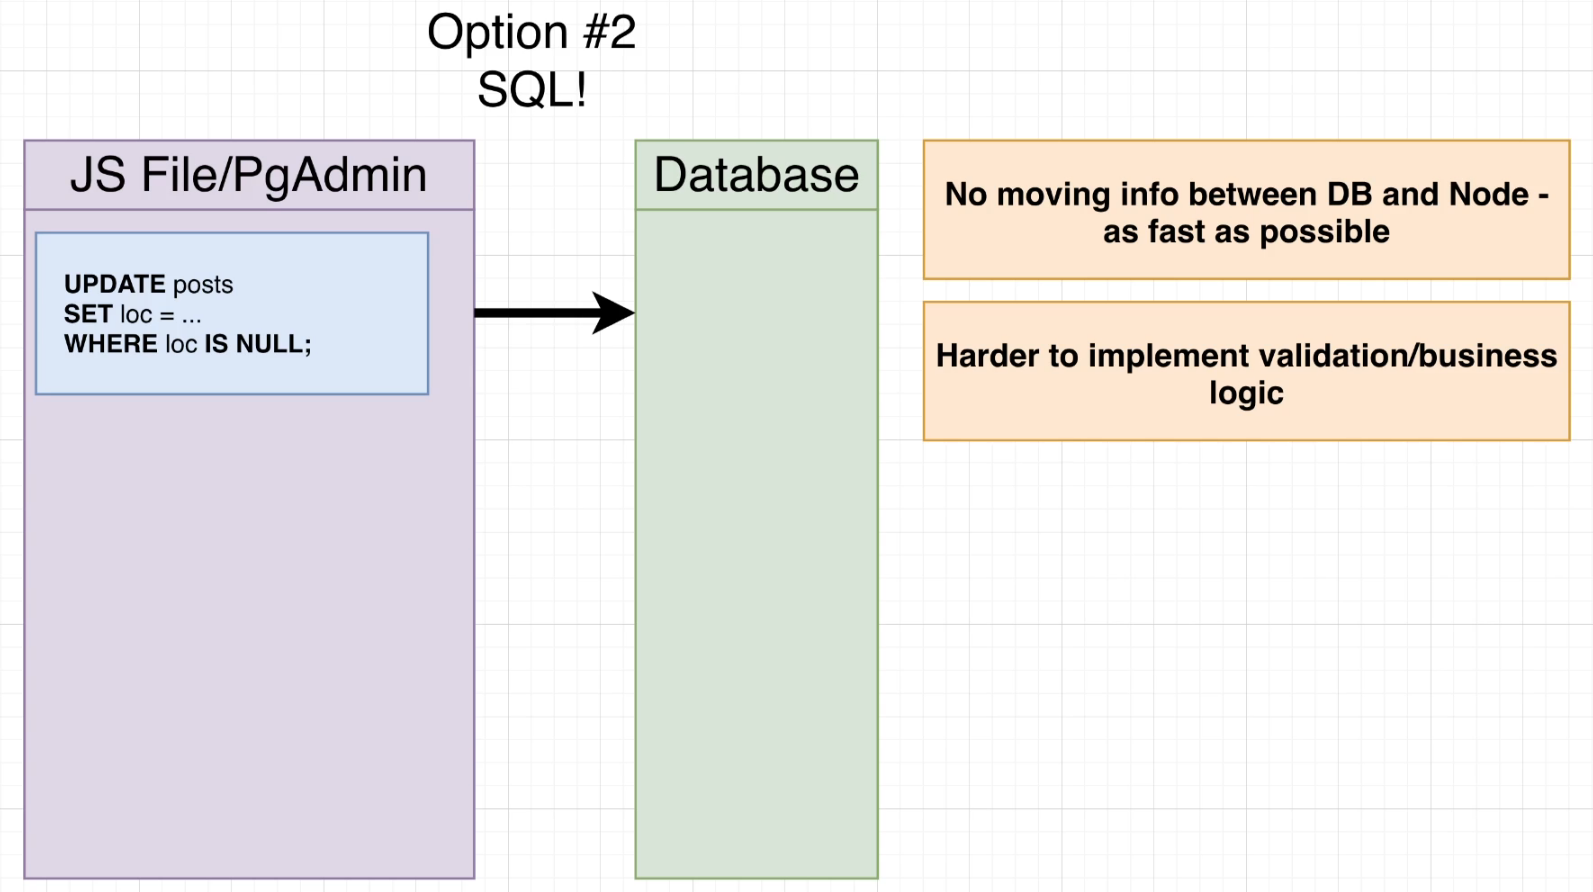 Option #2
SQL!
JS File/PgAdmin
UPDATE posts
SET loc = ...
WHERE loc IS NULL;
Database
No moving info between DB and Node -
as fast as possible
Harder to implement validation/business
logic